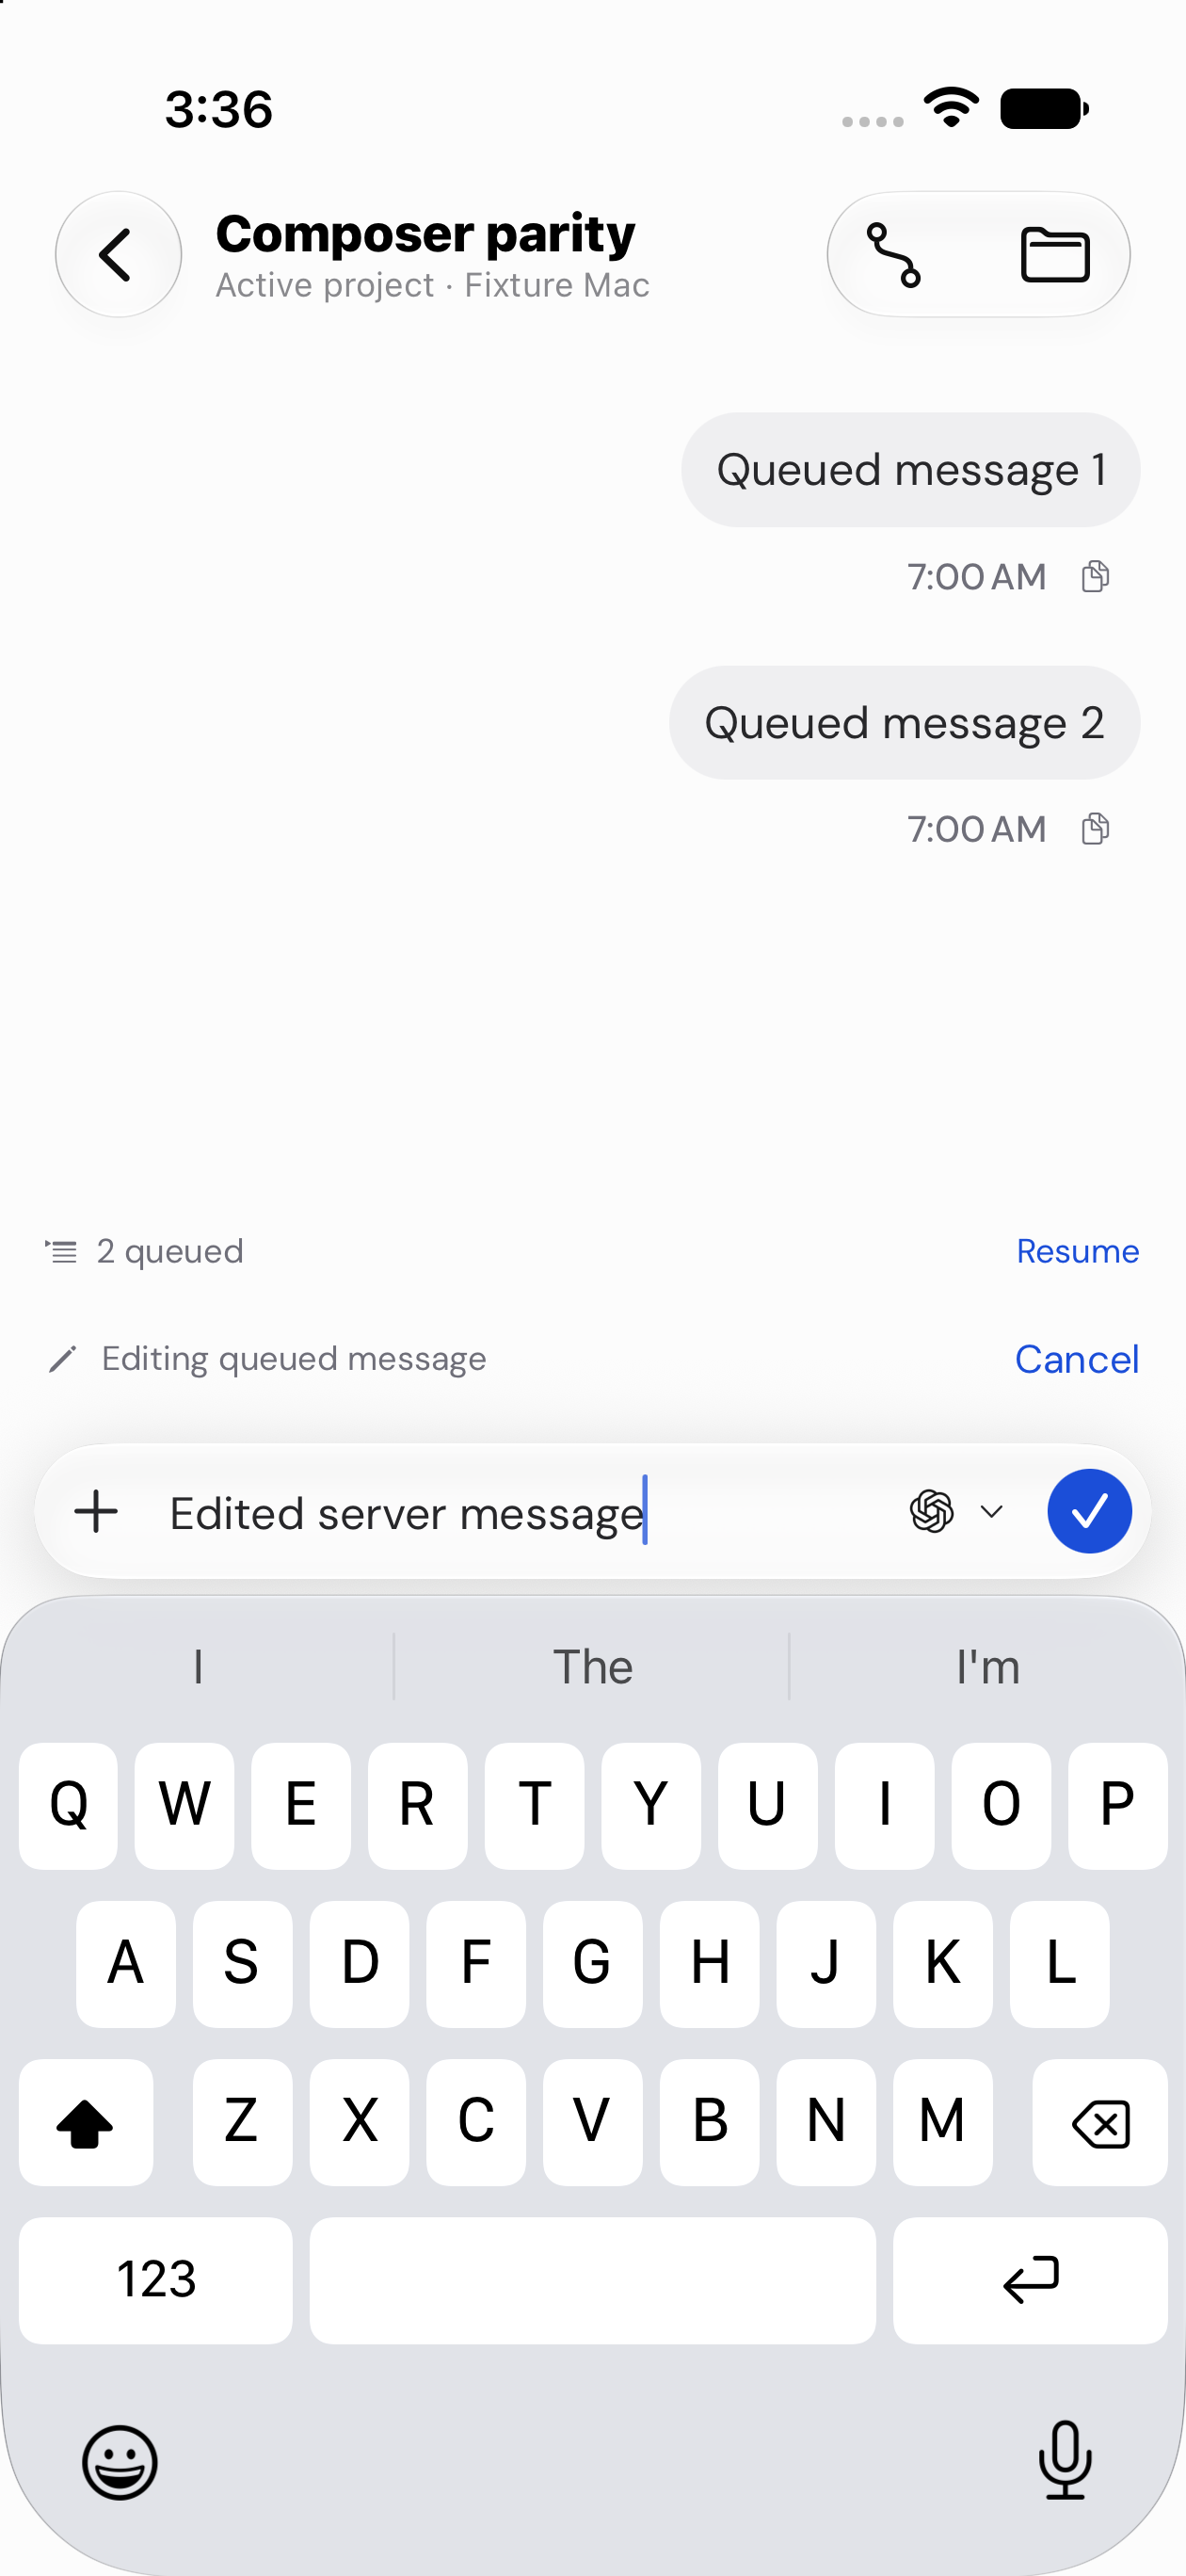 3:36
Composer parity
Active project · Fixture Mac
Queued message 1
7:00 AM
Queued message 2
7:00 AM
2 queued
Resume
Editing queued message
Cancel
Edited server message
I The I'm
Q W E R T Y U I O P
A S D F G H J K L
Z X C V B N M
123